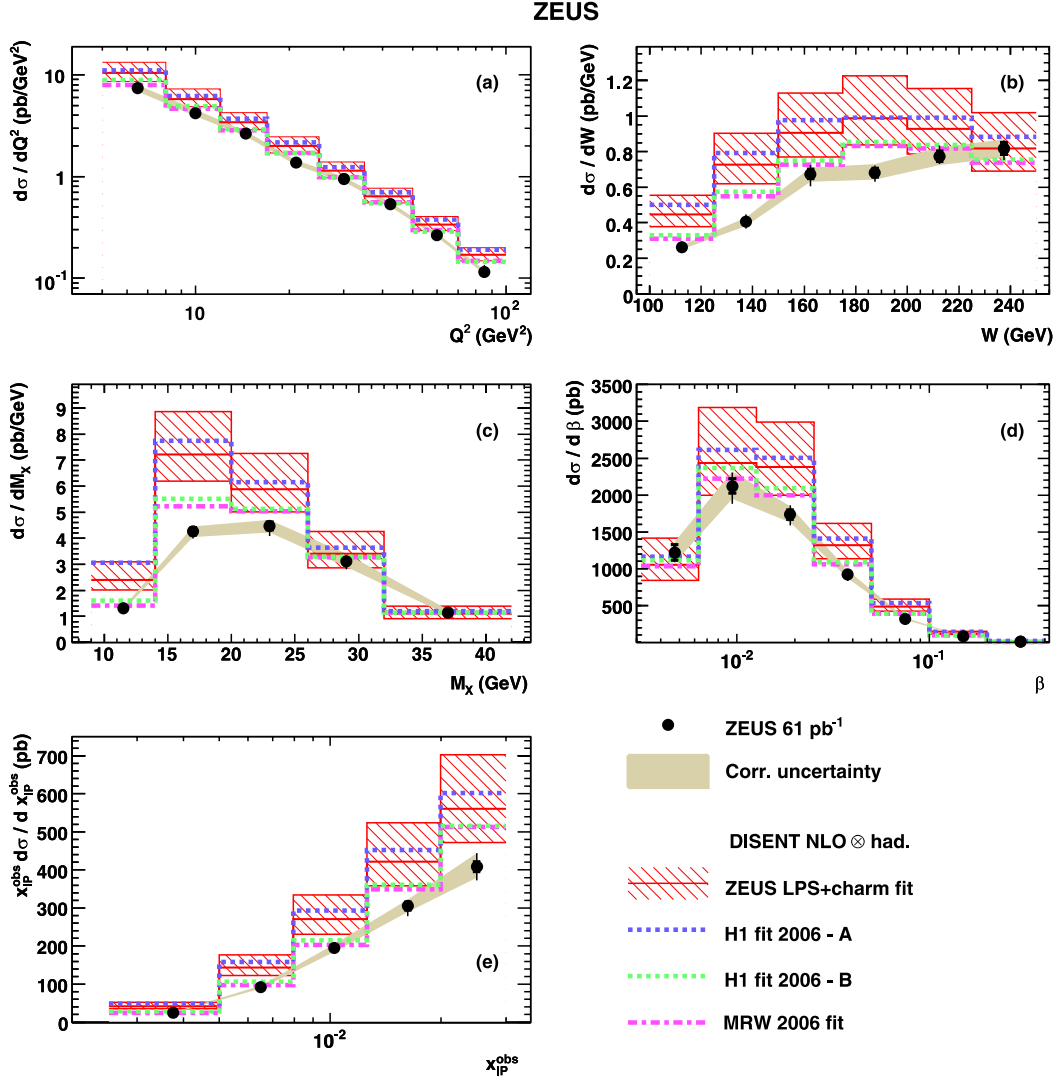 ZEUS
dσ / dQ² (pb/GeV²)
10
1
10⁻¹
(a)
10
10²
Q² (GeV²)
dσ / dW (pb/GeV)
1.2
1
0.8
0.6
0.4
0.2
0
(b)
100 120 140 160 180 200 220 240
W (GeV)
dσ / dM_X (pb/GeV)
9
8
7
6
5
4
3
2
1
0
(c)
10 15 20 25 30 35 40
M_X (GeV)
dσ / d β (pb)
3500
3000
2500
2000
1500
1000
500
(d)
10⁻² 10⁻¹
β
x_IP^obs dσ / d x_IP^obs (pb)
700
600
500
400
300
200
100
0
(e)
10⁻²
x_IP^obs
ZEUS 61 pb⁻¹
Corr. uncertainty
DISENT NLO ⊗ had.
ZEUS LPS+charm fit
H1 fit 2006 - A
H1 fit 2006 - B
MRW 2006 fit